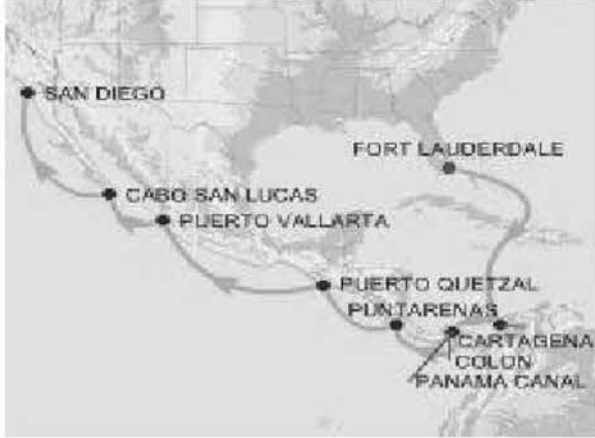 SAN DIEGO
FORT LAUDERDALE
CABO SAN LUCAS
PUERTO VALLARTA
PUERTO QUETZAL
PUNTARENAS
CARTAGENA
COLON
PANAMA CANAL